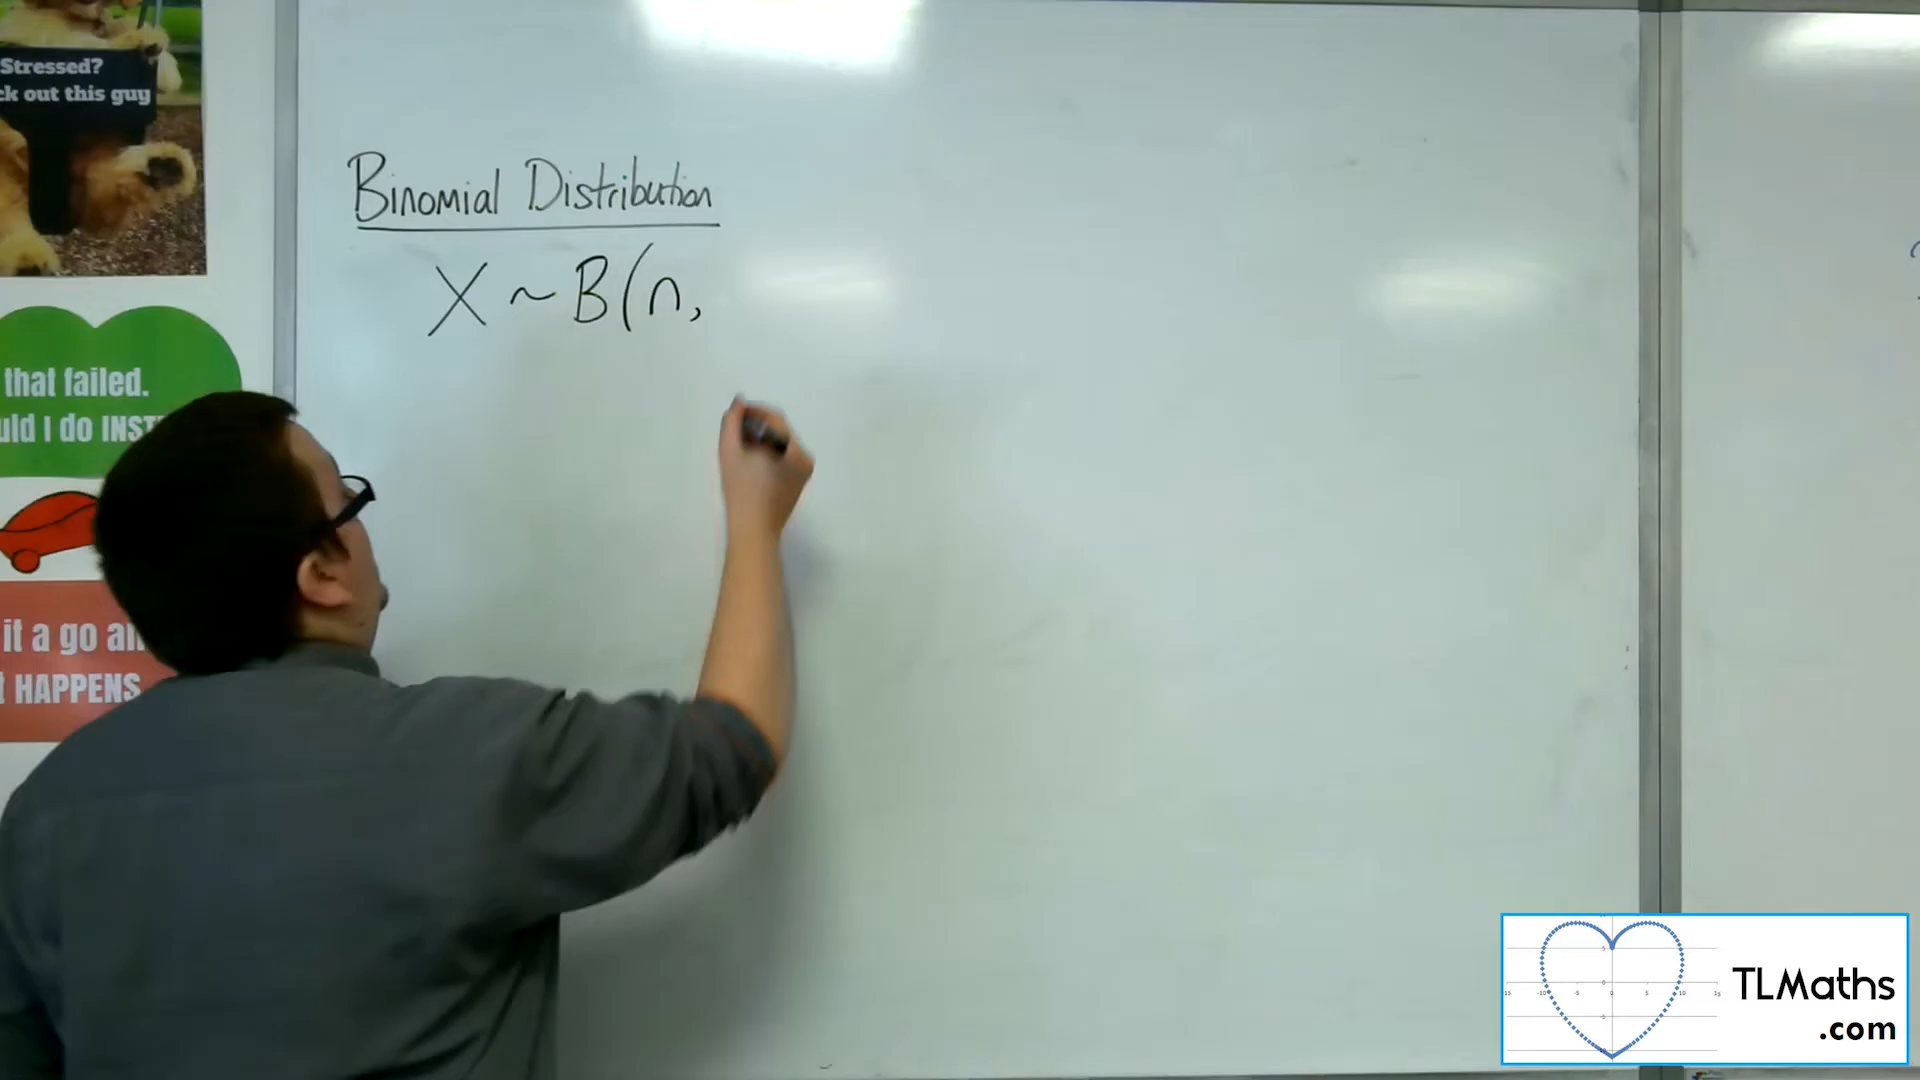 Stressed?
ck out this guy
Binomial Distribution
X ~ B(n,
that failed.
uld I do INST
it a go an
HAPPENS
TLMaths
.com